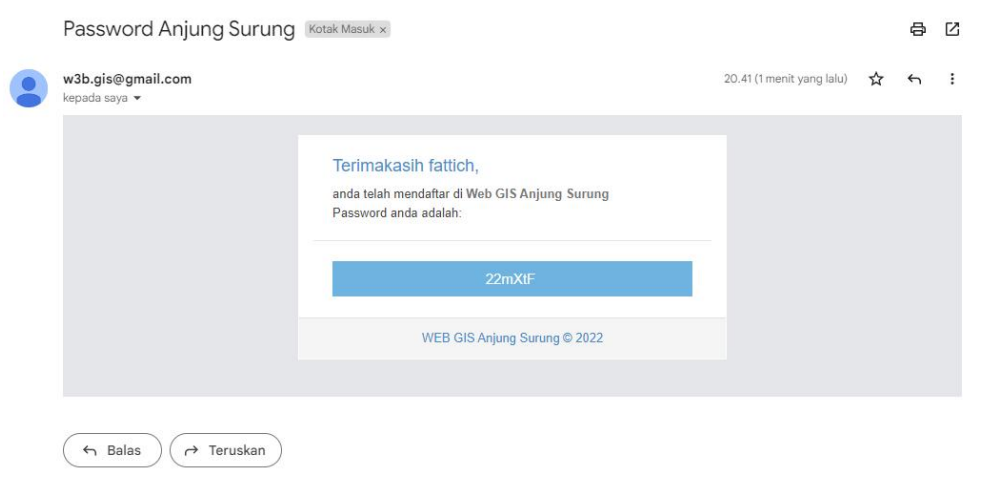 Password Anjung Surung Kotak Masuk x
w3b.gis@gmail.com 20.41 (1 menit yang lalu)
kepada saya
Terimakasih fattich,
anda telah mendaftar di Web GIS Anjung Surung
Password anda adalah:
22mXtF
WEB GIS Anjung Surung © 2022
Balas Teruskan